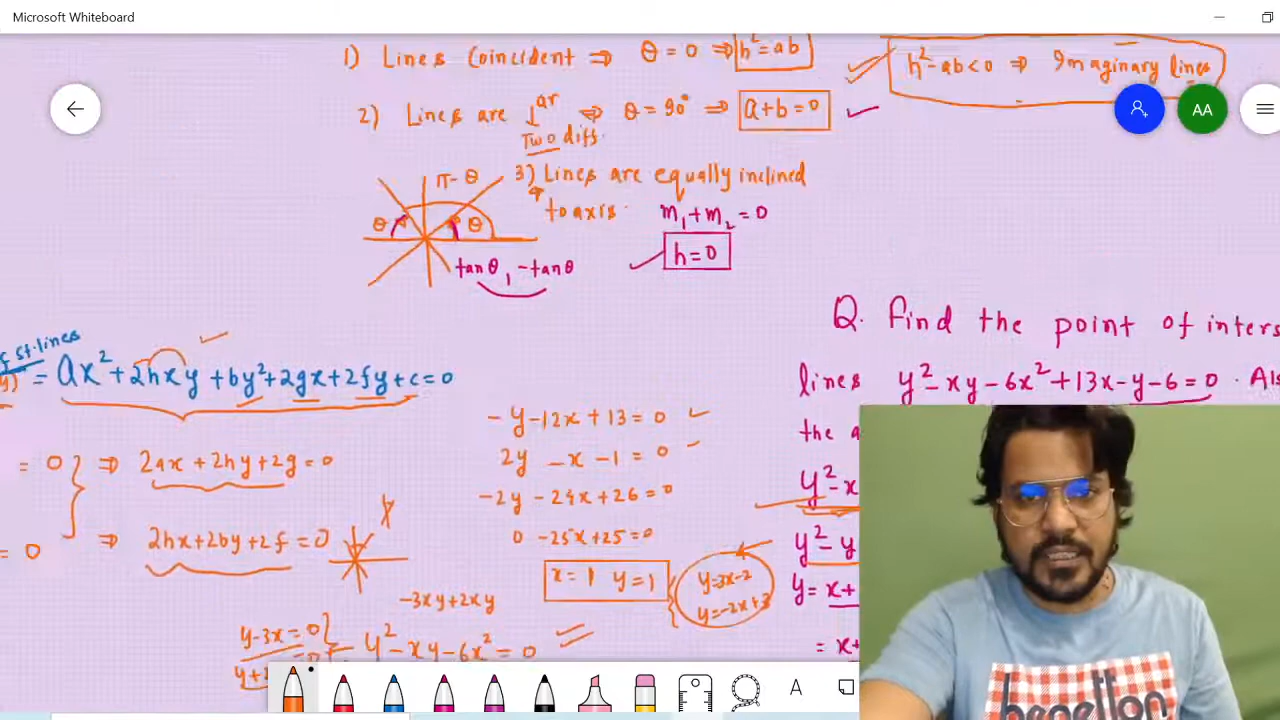 Microsoft Whiteboard
1) Lines Coincident ⇒ θ = 0 ⇒ h² = ab
h² - ab < 0 ⇒ Imaginary lines
2) Lines are ⊥ar ⇒ θ = 90° ⇒ a + b = 0
AA
Two diff.
π - θ
3) Lines are equally inclined
to axis.
m₁ + m₂ = 0
θ
θ
h = 0
tanθ, -tanθ
Q. Find the point of inters
f st. lines
y) = ax² + 2hxy + by² + 2gx + 2fy + c = 0
lines y² - xy - 6x² + 13x - y - 6 = 0 . Als
- y - 12x + 13 = 0
the a
= 0 ⇒ 2ax + 2hy + 2g = 0
2y - x - 1 = 0
y² - x
-2y - 24x + 26 = 0
= 0 ⇒ 2hx + 2by + 2f = 0
0 - 25x + 25 = 0
y² - y
x = 1 y = 1
y = 3x - 2
y = -2x + 3
y = x +
-3xy + 2xy
y - 3x = 0
y² - xy - 6x² = 0
= x +
A
benetton